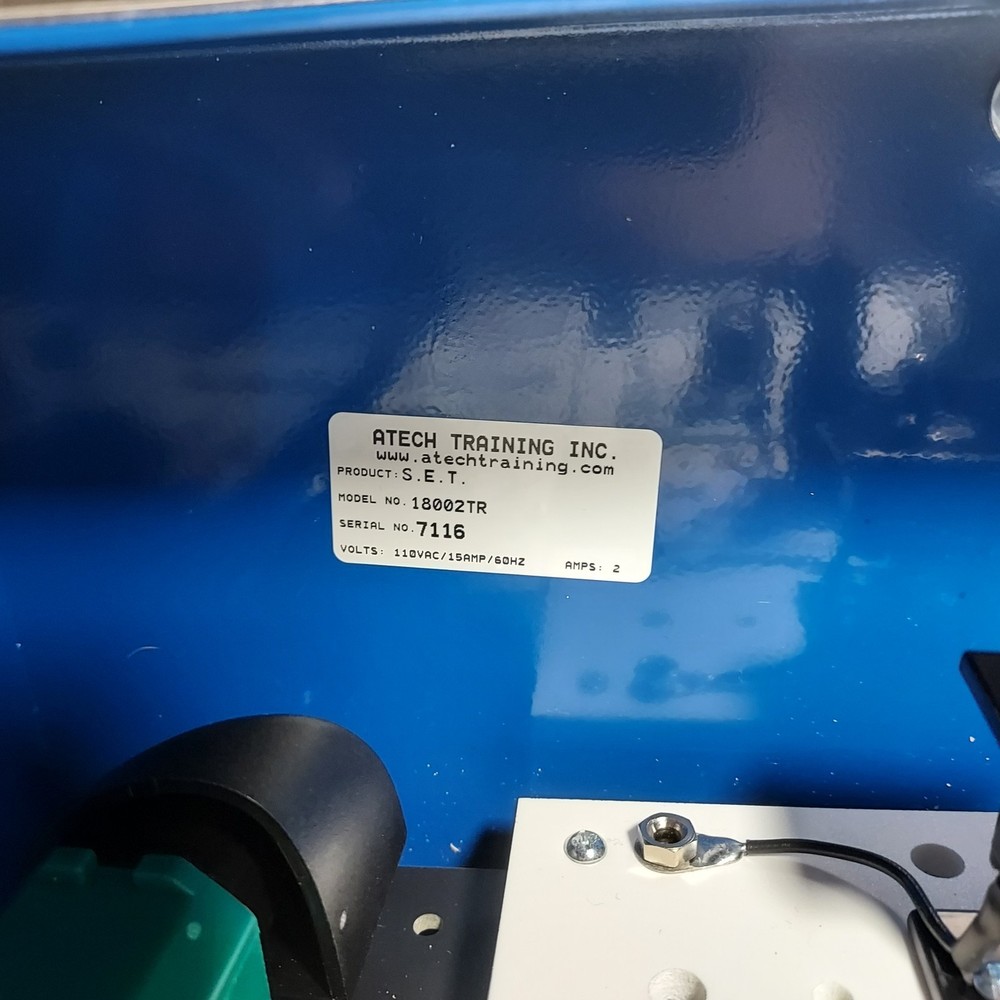 ATECH TRAINING INC.
www.atechtraining.com
PRODUCT: S.E.T.
MODEL NO. 18002TR
SERIAL NO. 7116
VOLTS: 110VAC/15AMP/60HZ AMPS: 2